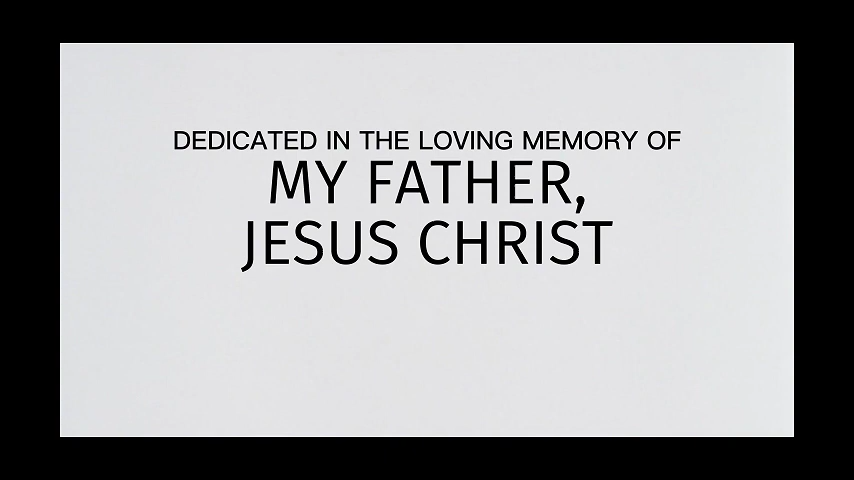 DEDICATED IN THE LOVING MEMORY OF
MY FATHER,
JESUS CHRIST